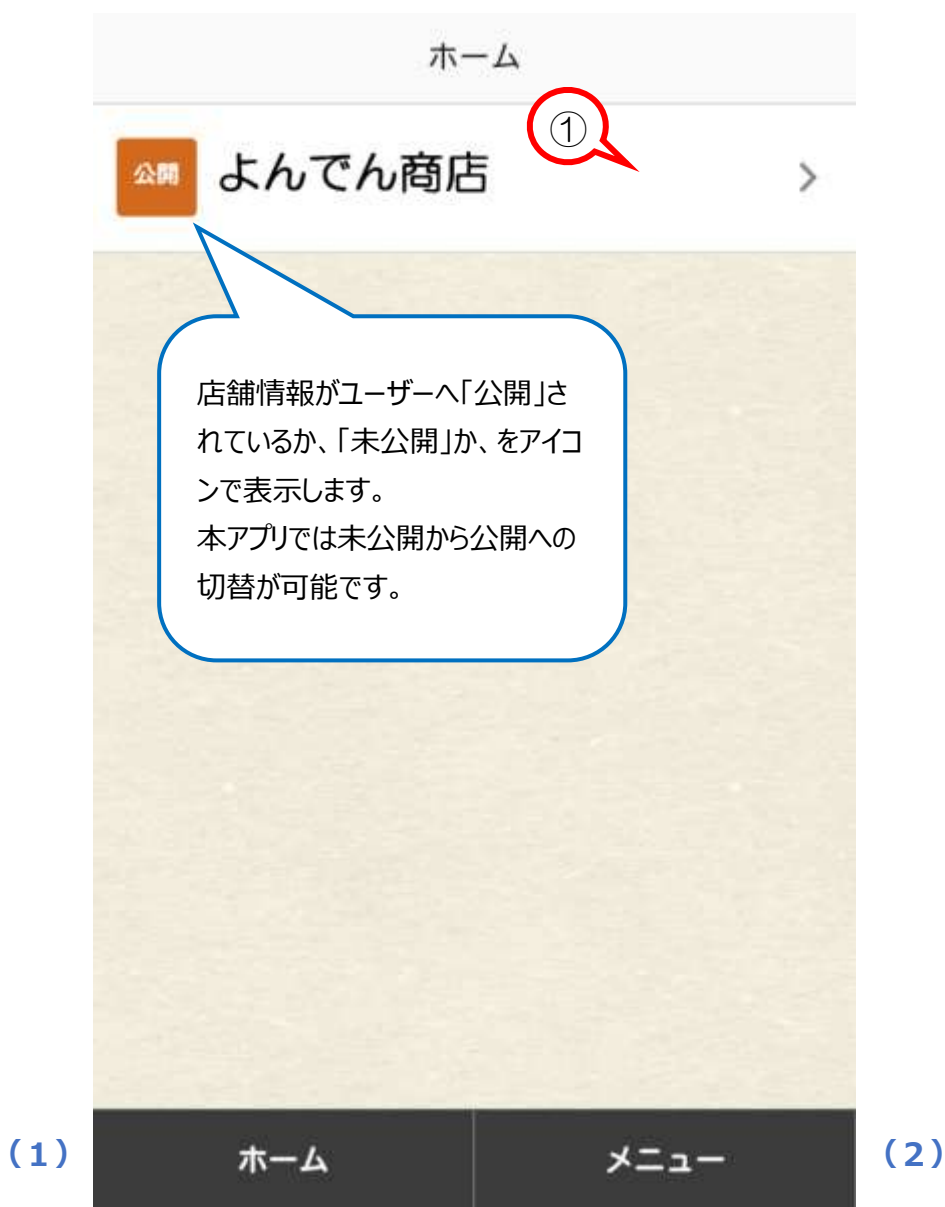 ホーム
①
公開 よんでん商店 >
店舗情報がユーザーへ「公開」さ
れているか、「未公開」か、をアイコ
ンで表示します。
本アプリでは未公開から公開への
切替が可能です。
(1) ホーム メニュー (2)